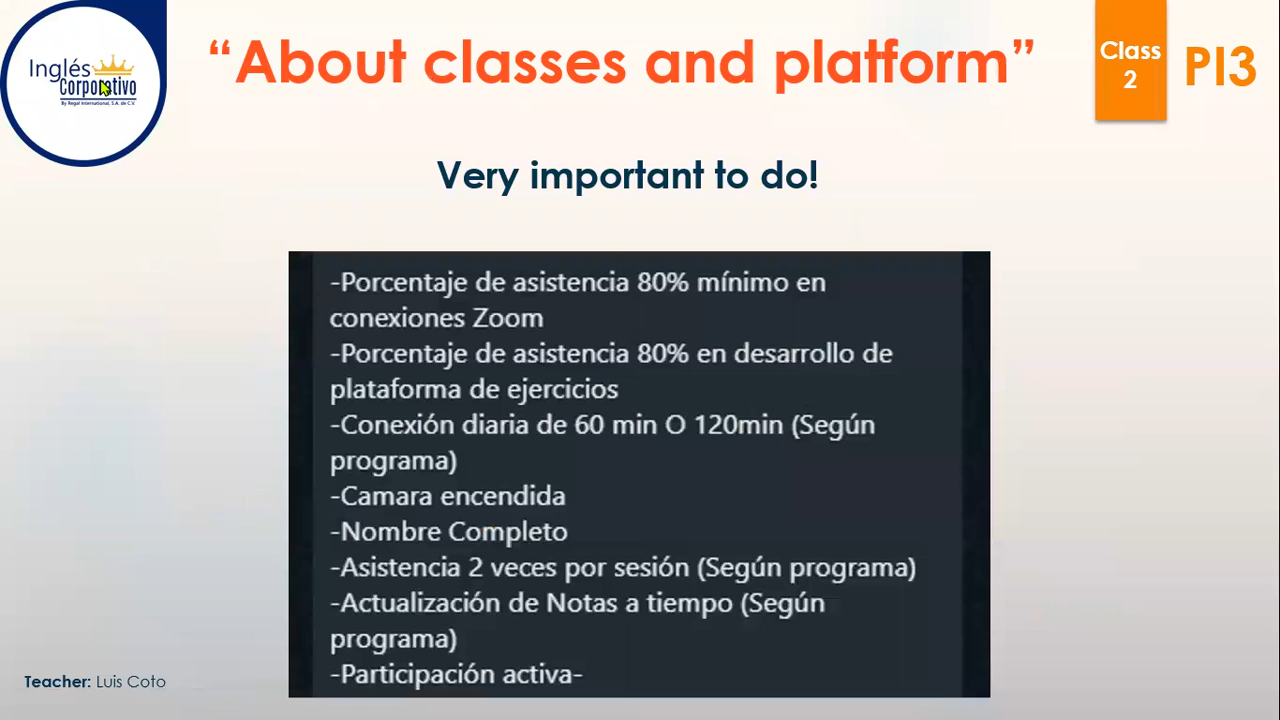 Inglés
Corporativo
By Regal International, S.A. de C.V.
“About classes and platform”
Class
2
PI3
Very important to do!
-Porcentaje de asistencia 80% mínimo en
conexiones Zoom
-Porcentaje de asistencia 80% en desarrollo de
plataforma de ejercicios
-Conexión diaria de 60 min O 120min (Según
programa)
-Camara encendida
-Nombre Completo
-Asistencia 2 veces por sesión (Según programa)
-Actualización de Notas a tiempo (Según
programa)
-Participación activa-
Teacher: Luis Coto